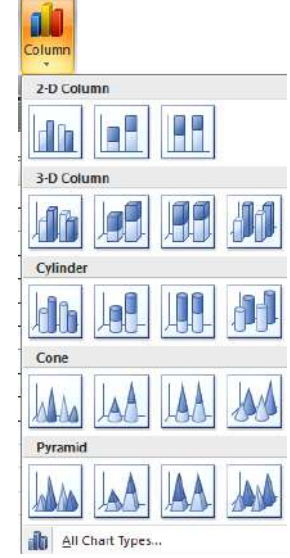 Column
2-D Column
3-D Column
Cylinder
Cone
Pyramid
All Chart Types...